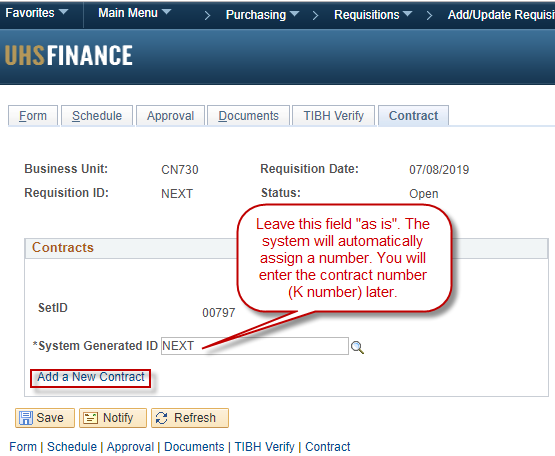 Favorites Main Menu > Purchasing > Requisitions > Add/Update Requisi
UHSFINANCE
Form Schedule Approval Documents TIBH Verify Contract
Business Unit: CN730 Requisition Date: 07/08/2019
Requisition ID: NEXT Status: Open
Leave this field "as is". The
system will automatically
assign a number. You will
enter the contract number
(K number) later.
Contracts
SetID 00797
*System Generated ID NEXT
Add a New Contract
Save Notify Refresh
Form | Schedule | Approval | Documents | TIBH Verify | Contract